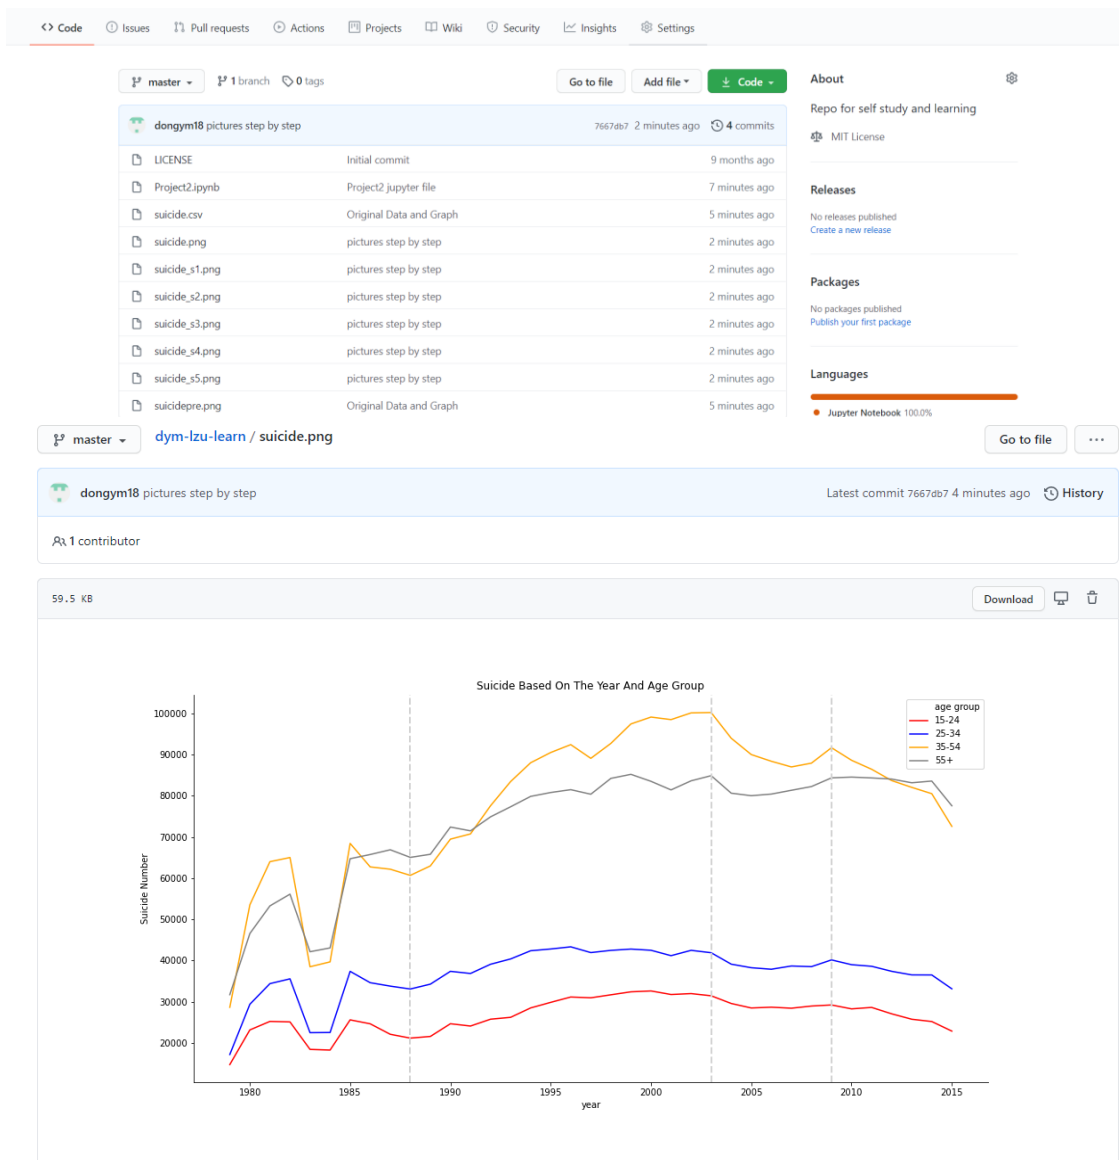 <> Code Issues Pull requests Actions Projects Wiki Security Insights Settings
master 1 branch 0 tags Go to file Add file Code
dongym18 pictures step by step 7667db7 2 minutes ago 4 commits
LICENSE Initial commit 9 months ago
Project2.ipynb Project2 jupyter file 7 minutes ago
suicide.csv Original Data and Graph 5 minutes ago
suicide.png pictures step by step 2 minutes ago
suicide_s1.png pictures step by step 2 minutes ago
suicide_s2.png pictures step by step 2 minutes ago
suicide_s3.png pictures step by step 2 minutes ago
suicide_s4.png pictures step by step 2 minutes ago
suicide_s5.png pictures step by step 2 minutes ago
suicidepre.png Original Data and Graph 5 minutes ago
About
Repo for self study and learning
MIT License
Releases
No releases published
Create a new release
Packages
No packages published
Publish your first package
Languages
Jupyter Notebook 100.0%
master dym-lzu-learn / suicide.png Go to file ...
dongym18 pictures step by step Latest commit 7667db7 4 minutes ago History
1 contributor
59.5 KB Download
Suicide Based On The Year And Age Group
age group
15-24
25-34
35-54
55+
Suicide Number
100000
90000
80000
70000
60000
50000
40000
30000
20000
1980 1985 1990 1995 2000 2005 2010 2015
year